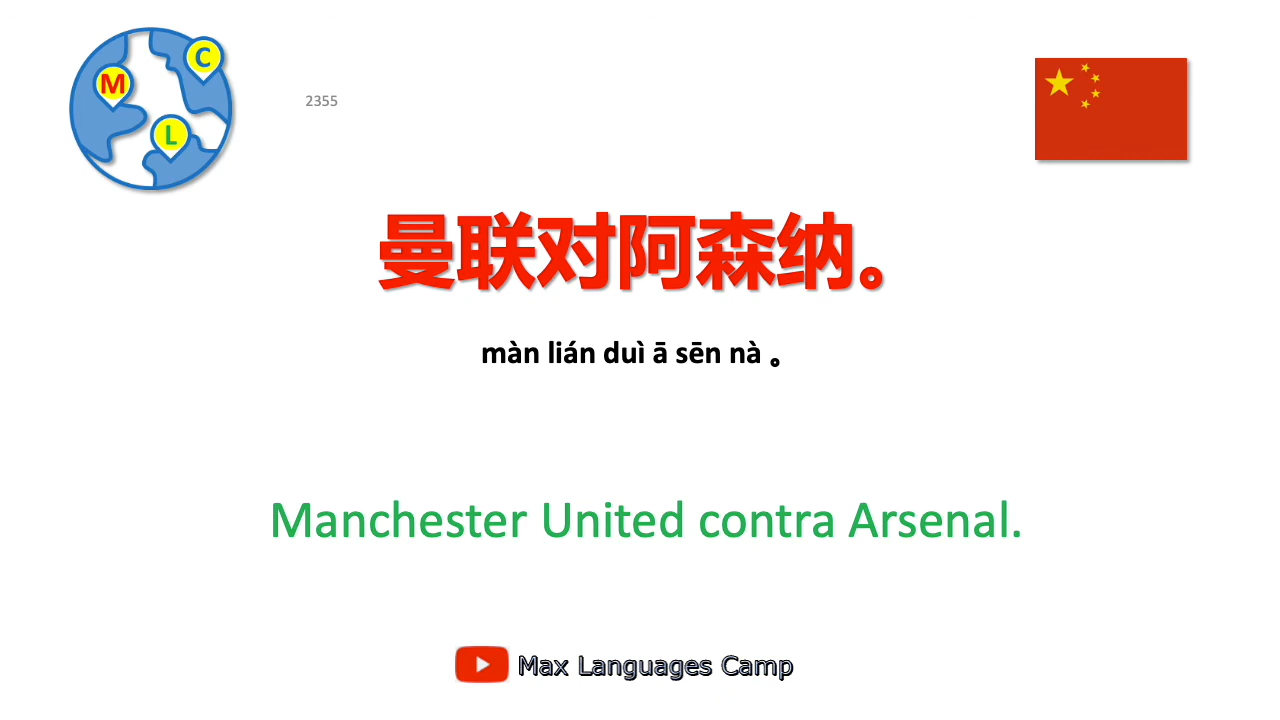 M
C
L
2355
曼联对阿森纳。
màn lián duì ā sēn nà 。
Manchester United contra Arsenal.
Max Languages Camp